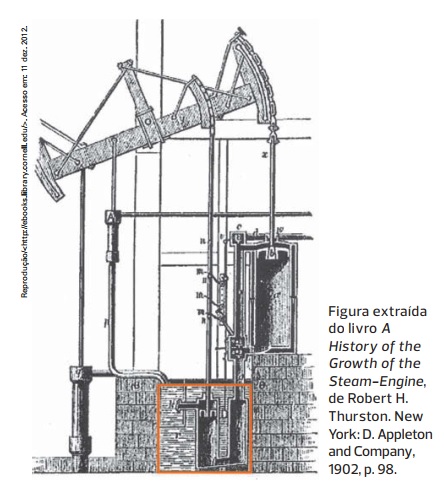 Reprodução/<http://ebooks.library.cornell.edu/>. Acesso em: 11 dez. 2012.
Figura extraída
do livro A
History of the
Growth of the
Steam-Engine,
de Robert H.
Thurston. New
York: D. Appleton
and Company,
1902, p. 98.